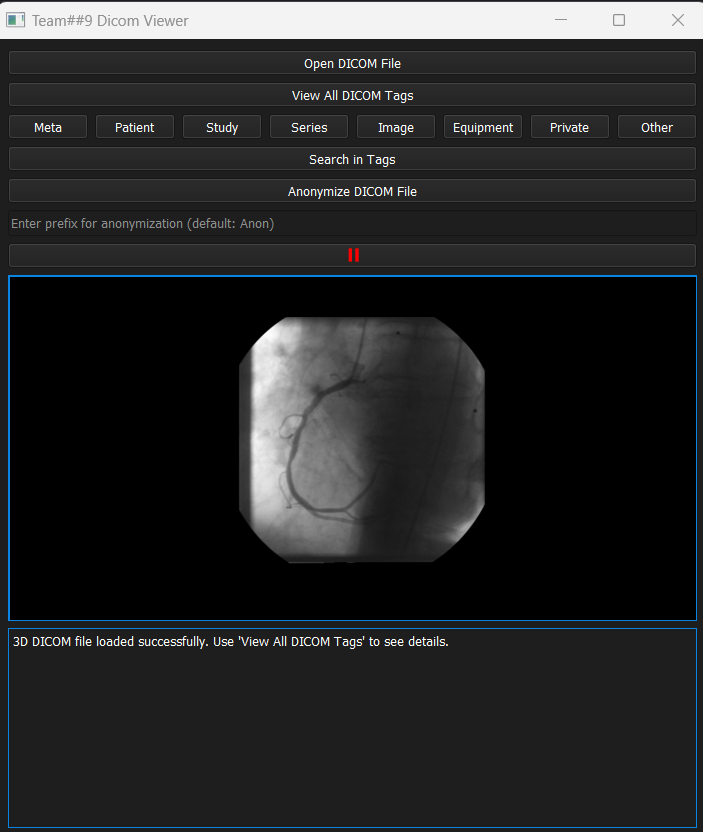 Team##9 Dicom Viewer
Open DICOM File
View All DICOM Tags
Meta Patient Study Series Image Equipment Private Other
Search in Tags
Anonymize DICOM File
Enter prefix for anonymization (default: Anon)
3D DICOM file loaded successfully. Use 'View All DICOM Tags' to see details.